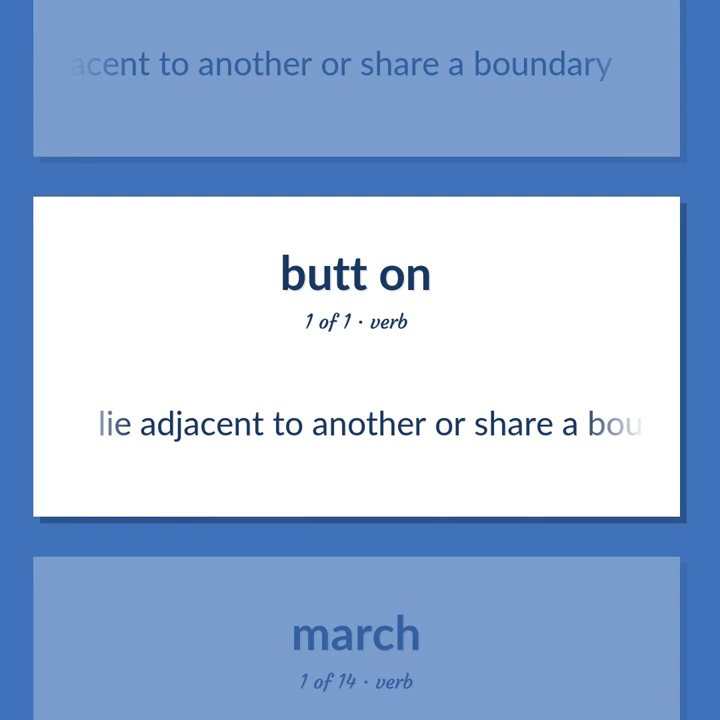 acent to another or share a boundary
butt on
1 of 1 · verb
lie adjacent to another or share a bou
march
1 of 14 · verb